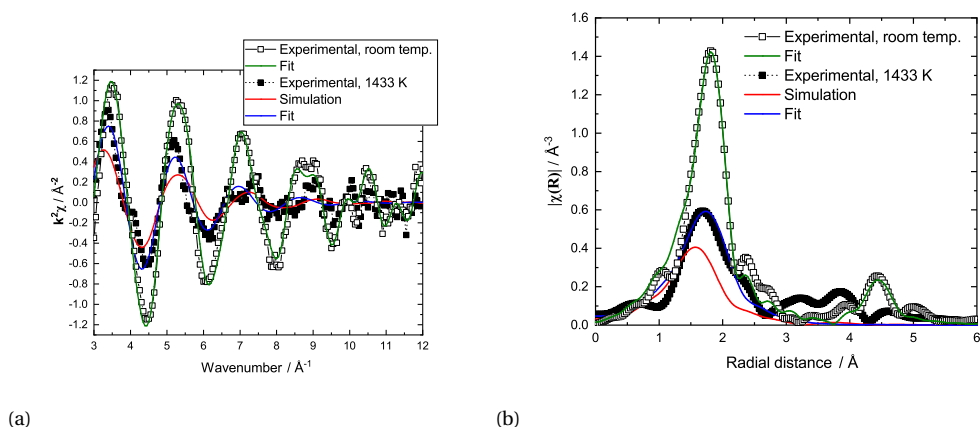 Experimental, room temp.
Fit
Experimental, 1433 K
Simulation
Fit
1.2
1.0
0.8
0.6
0.4
0.2
0.0
-0.2
-0.4
-0.6
-0.8
-1.0
-1.2
k²χ / Å⁻²
3 4 5 6 7 8 9 10 11 12
Wavenumber / Å⁻¹
(a)
Experimental, room temp.
Fit
Experimental, 1433 K
Simulation
Fit
1.6
1.4
1.2
1.0
0.8
0.6
0.4
0.2
0.0
|χ(R)| / Å⁻³
0 1 2 3 4 5 6
Radial distance / Å
(b)